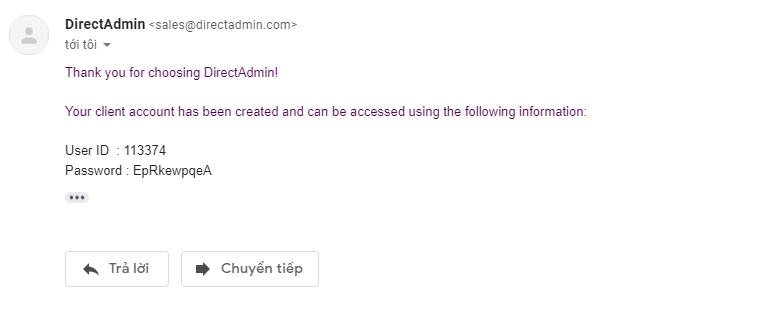 DirectAdmin <sales@directadmin.com>
tới tôi
Thank you for choosing DirectAdmin!
Your client account has been created and can be accessed using the following information:
User ID : 113374
Password : EpRkewpqeA
Trả lời
Chuyển tiếp